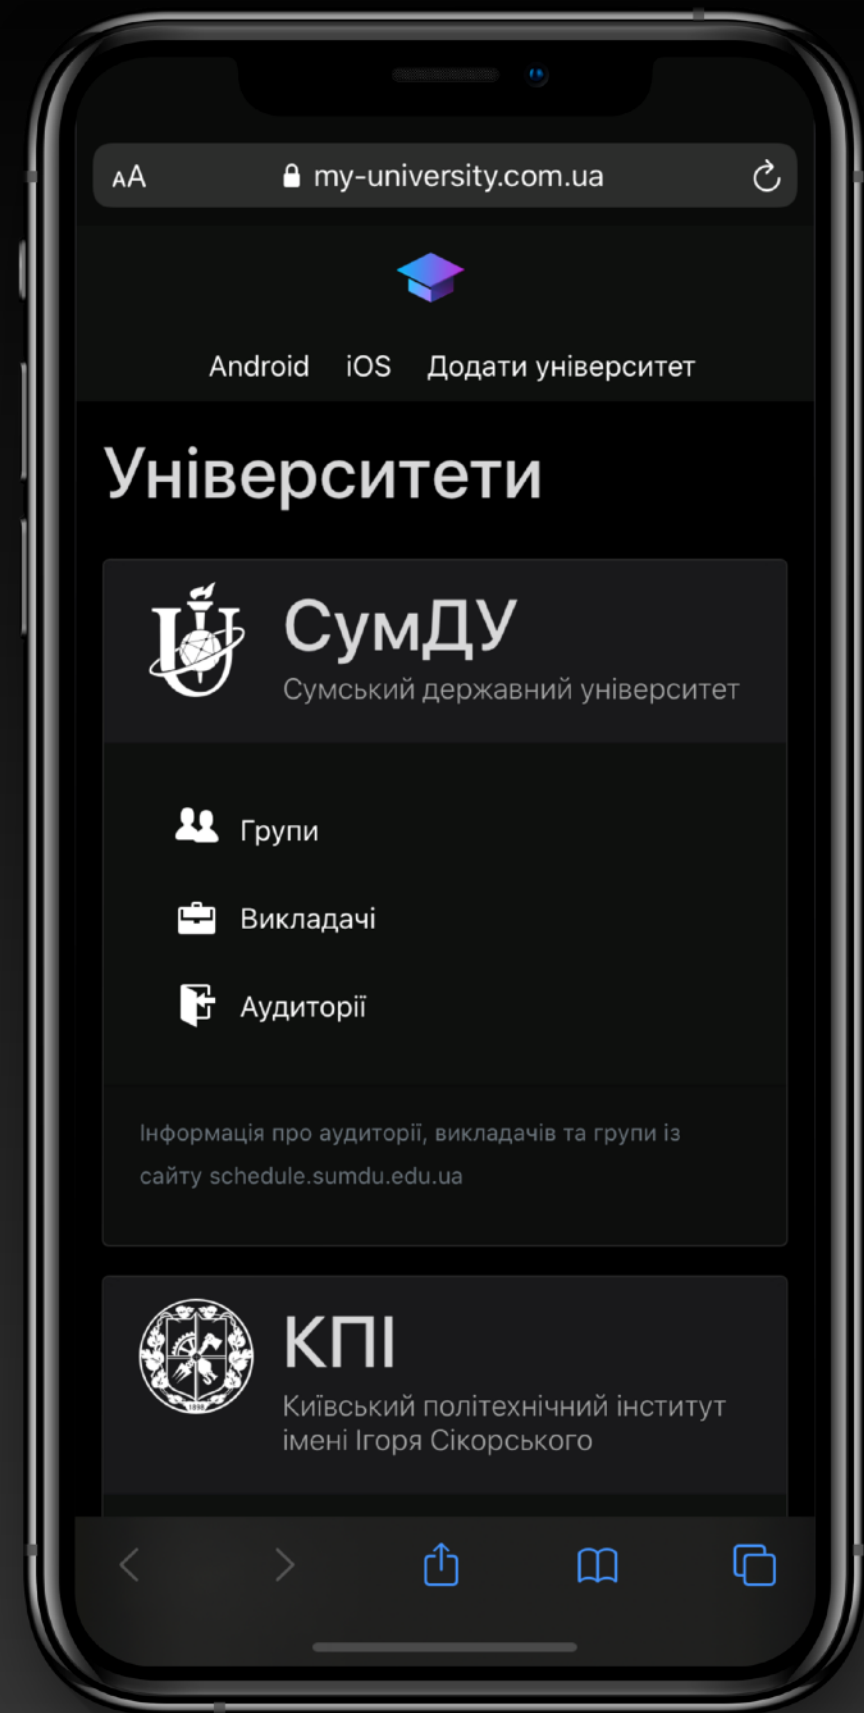 AA my-university.com.ua
Android iOS Додати університет
Університети
СумДУ
Сумський державний університет
Групи
Викладачі
Аудиторії
Інформація про аудиторії, викладачів та групи із
сайту schedule.sumdu.edu.ua
КПІ
Київський політехнічний інститут
імені Ігоря Сікорського
1898